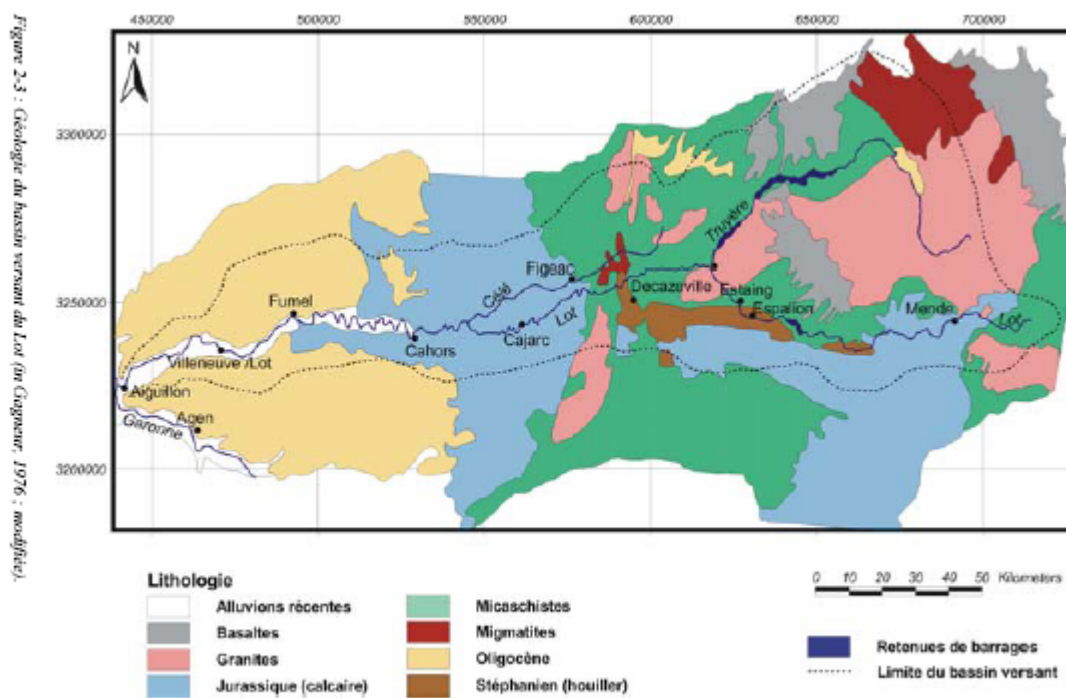 450000
500000
550000
600000
650000
700000
N
3300000
3250000
3200000
Truyère
Figeac
Célé
Decazeville
Estaing
Espalion
Mende
Lot
Lot
Fumel
Cajarc
Cahors
Villeneuve /Lot
Aiguillon
Agen
Garonne
Lithologie
Alluvions récentes
Basaltes
Granites
Jurassique (calcaire)
Micaschistes
Migmatites
Oligocène
Stéphanien (houiller)
0 10 20 30 40 50 Kilometers
Retenues de barrages
Limite du bassin versant
Figure 2-3 : Géologie du bassin versant du Lot (in Gagneur, 1976 ; modifiée).